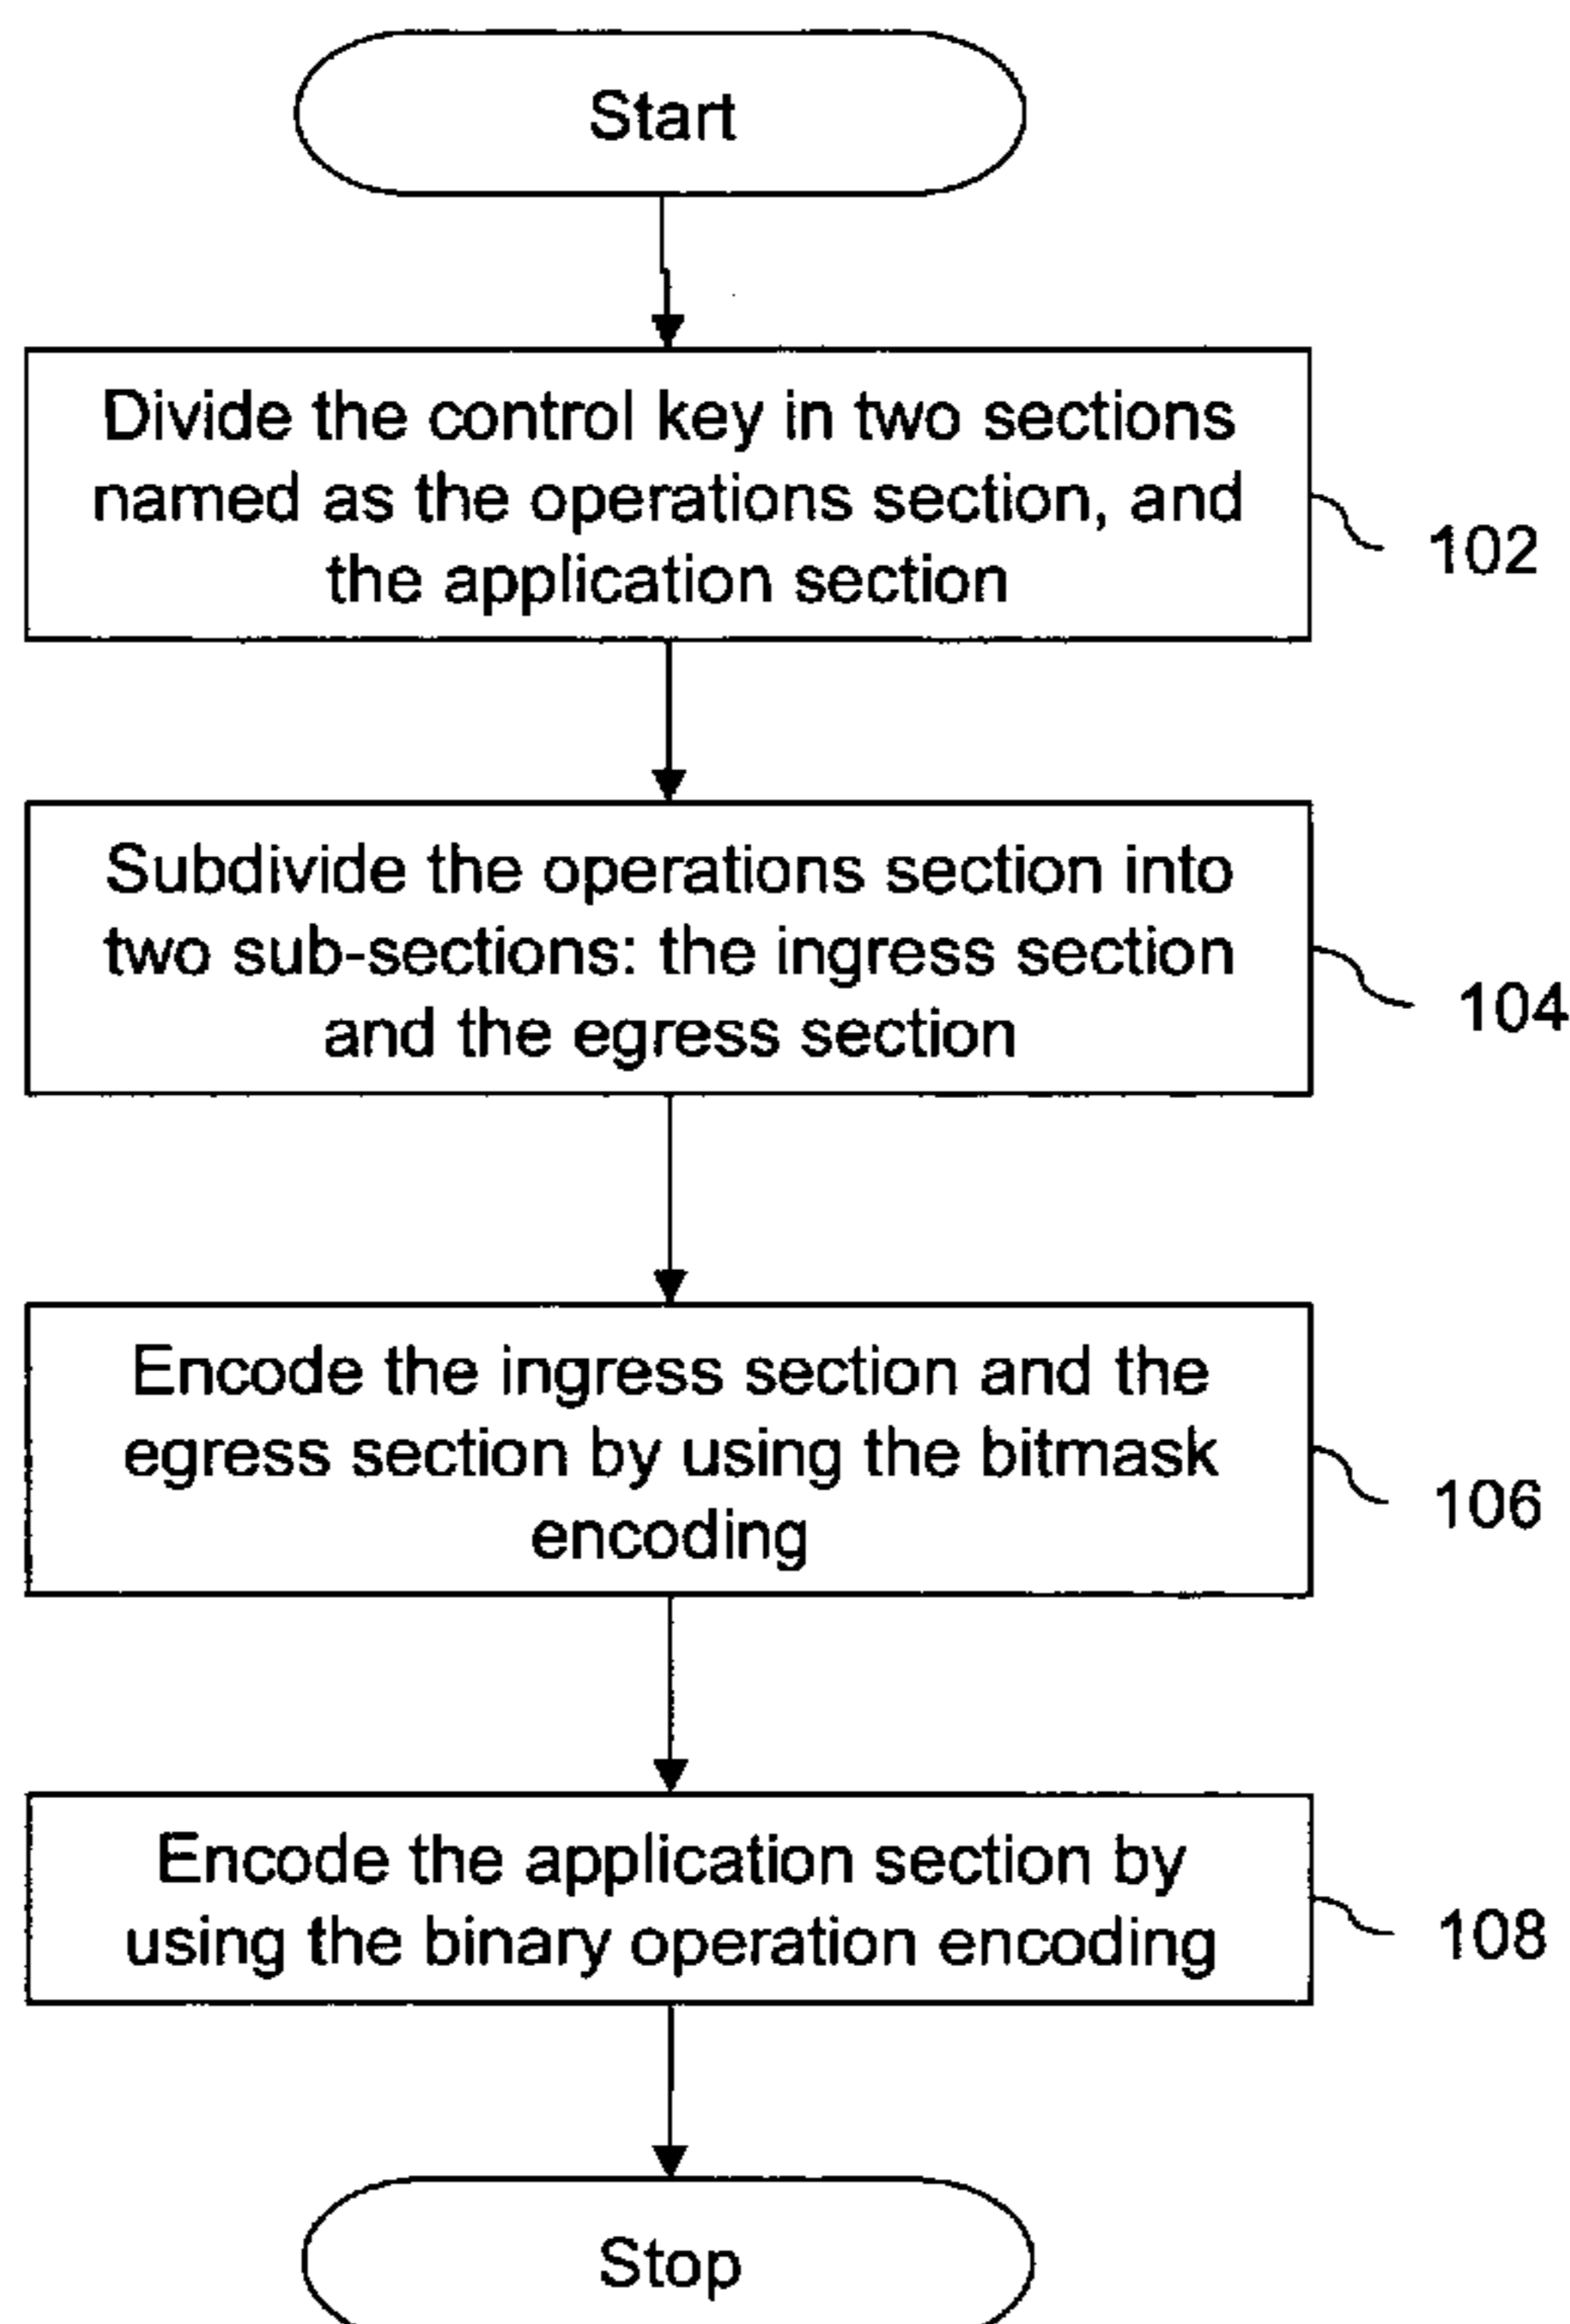 Start
Divide the control key in two sections
named as the operations section, and
the application section
102
Subdivide the operations section into
two sub-sections: the ingress section
and the egress section
104
Encode the ingress section and the
egress section by using the bitmask
encoding
106
Encode the application section by
using the binary operation encoding
108
Stop